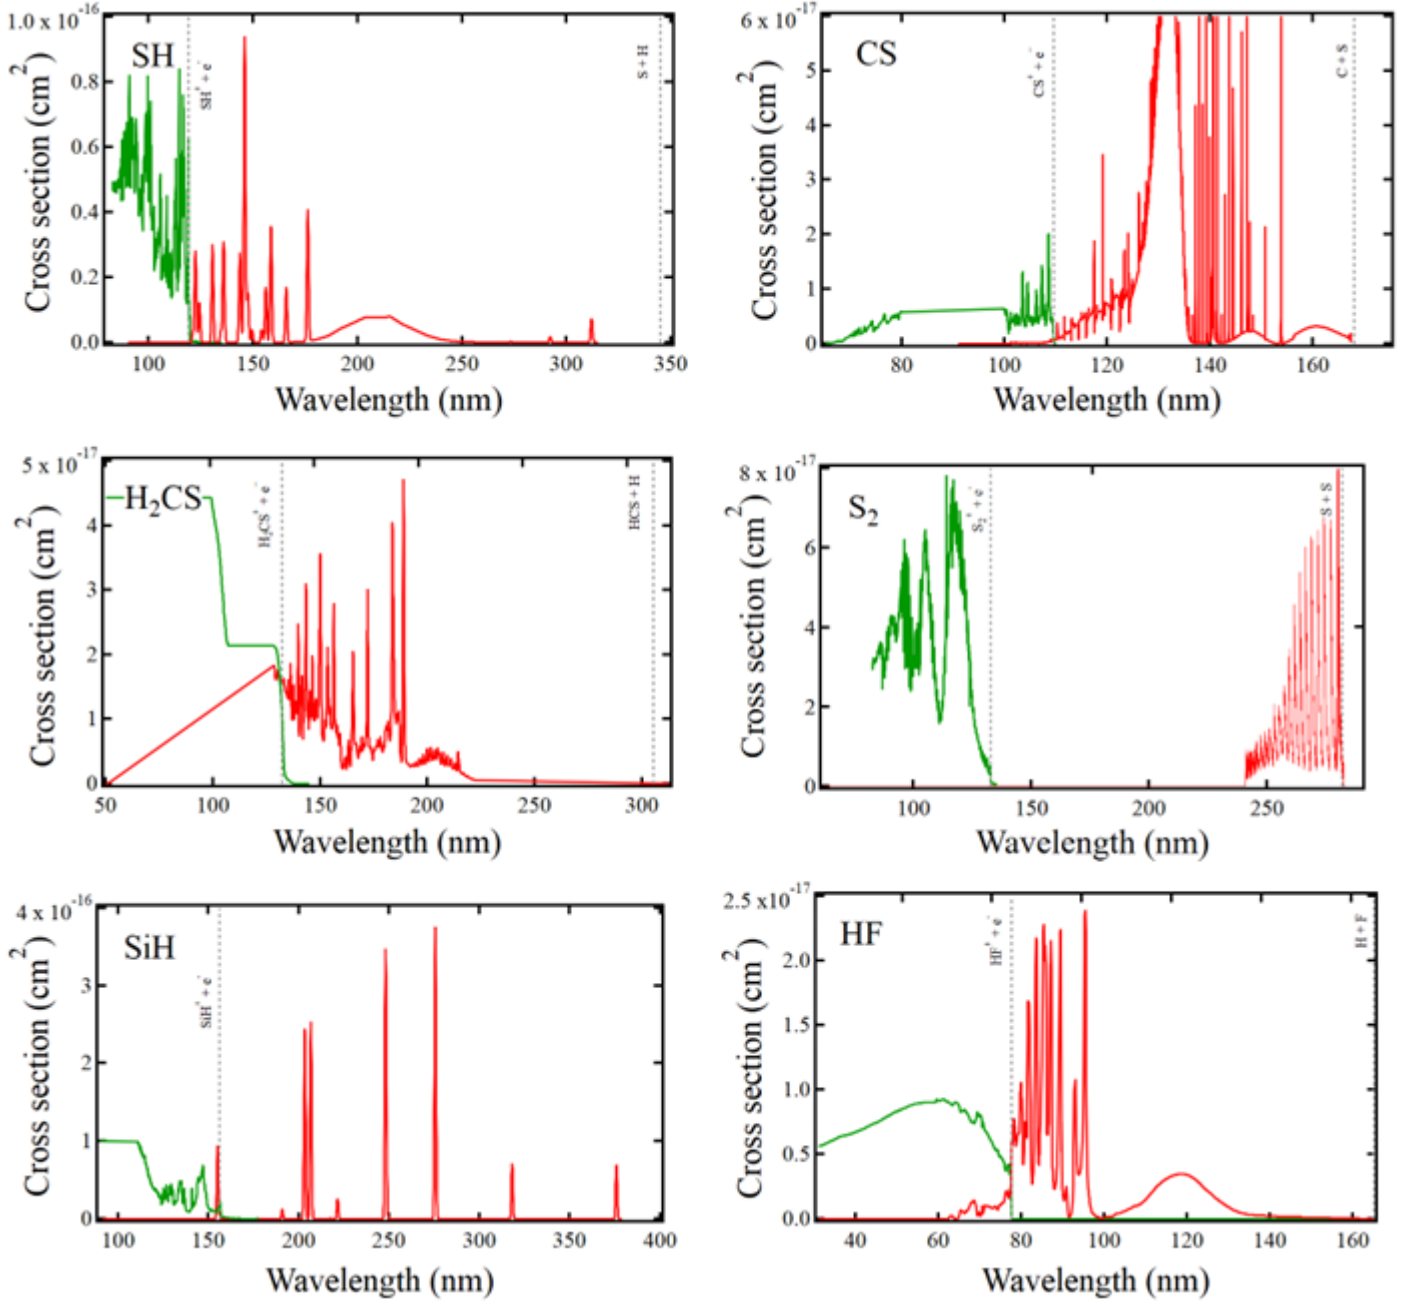 1.0 x 10^-16
SH
SH+ + e-
S + H
0.8
0.6
0.4
0.2
0.0
Cross section (cm2)
100 150 200 250 300 350
Wavelength (nm)
6 x 10^-17
CS
CS+ + e-
C + S
5
4
3
2
1
0
Cross section (cm2)
80 100 120 140 160
Wavelength (nm)
5 x 10^-17
H2CS
H2CS+ + e-
HCS + H
4
3
2
1
0
Cross section (cm2)
50 100 150 200 250 300
Wavelength (nm)
8 x 10^-17
S2
S2+ + e-
S + S
6
4
2
0
Cross section (cm2)
100 150 200 250
Wavelength (nm)
4 x 10^-16
SiH
SiH+ + e-
3
2
1
0
Cross section (cm2)
100 150 200 250 300 350 400
Wavelength (nm)
2.5 x10^-17
HF
HF+ + e-
H + F
2.0
1.5
1.0
0.5
0.0
Cross section (cm2)
40 60 80 100 120 140 160
Wavelength (nm)